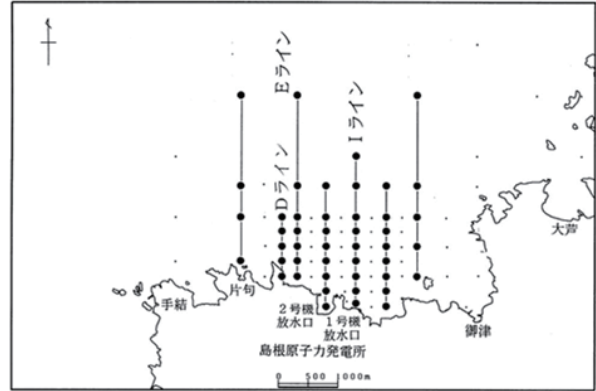 Eライン
Iライン
Dライン
大芦
片句
手結
2号機
放水口
1号機
放水口
御津
島根原子力発電所
0 500 1000m